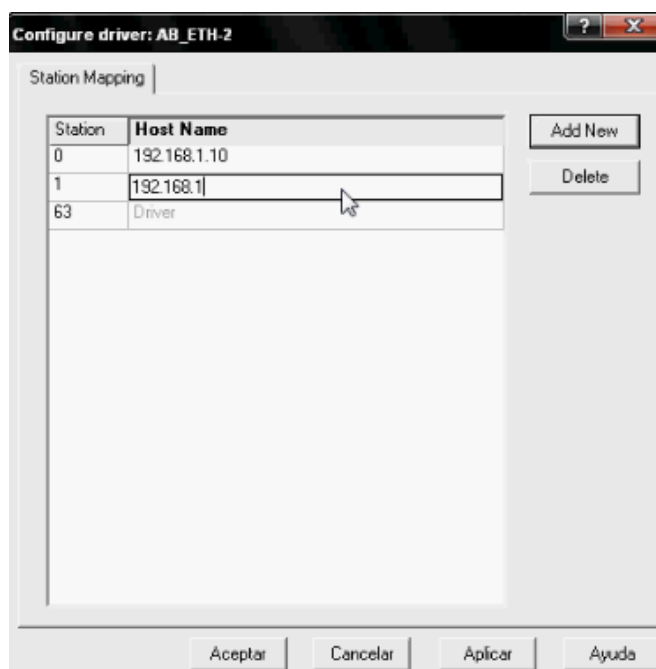 Configure driver: AB_ETH-2
Station Mapping
Station Host Name
0 192.168.1.10
1 192.168.1
63 Driver
Add New
Delete
Aceptar Cancelar Aplicar Ayuda